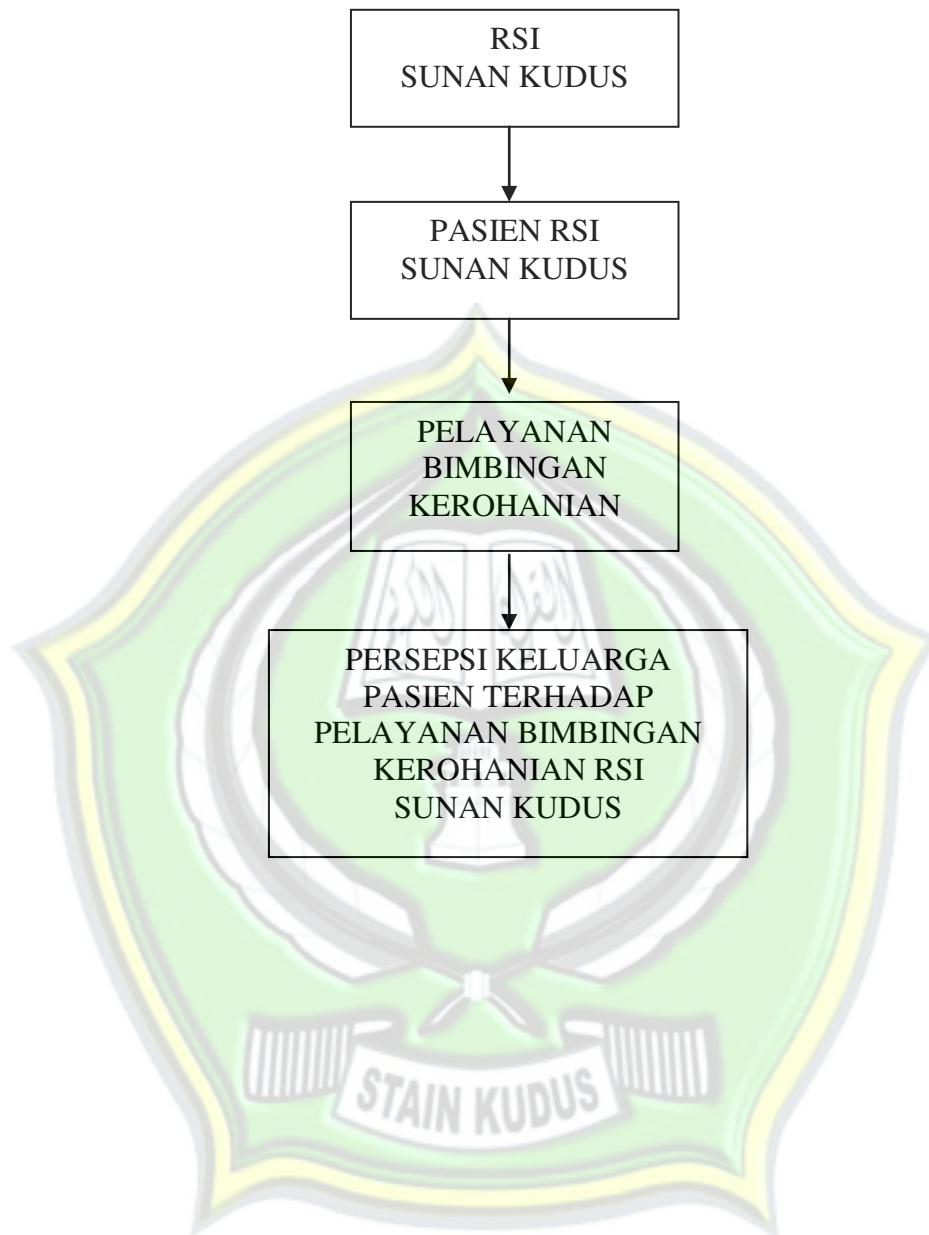 RSI
SUNAN KUDUS
PASIEN RSI
SUNAN KUDUS
PELAYANAN
BIMBINGAN
KEROHANIAN
PERSEPSI KELUARGA
PASIEN TERHADAP
PELAYANAN BIMBINGAN
KEROHANIAN RSI
SUNAN KUDUS
STAIN KUDUS